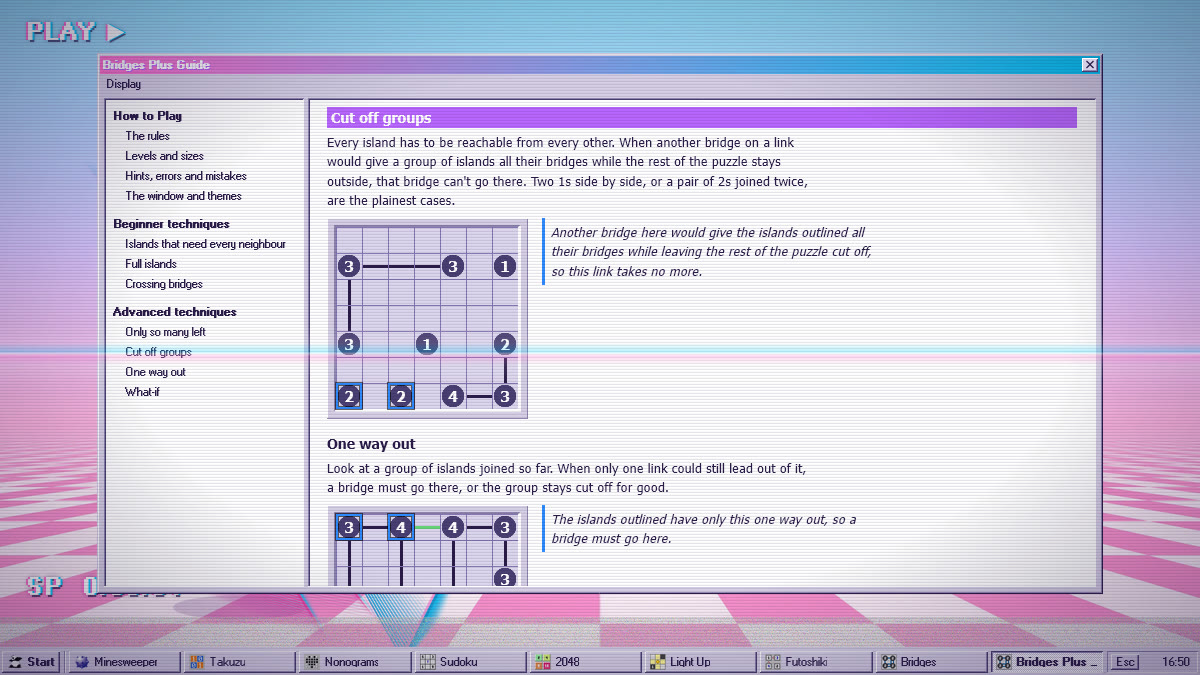 PLAY
Bridges Plus Guide
Display
How to Play
The rules
Levels and sizes
Hints, errors and mistakes
The window and themes
Beginner techniques
Islands that need every neighbour
Full islands
Crossing bridges
Advanced techniques
Only so many left
Cut off groups
One way out
What-if
Cut off groups
Every island has to be reachable from every other. When another bridge on a link
would give a group of islands all their bridges while the rest of the puzzle stays
outside, that bridge can't go there. Two 1s side by side, or a pair of 2s joined twice,
are the plainest cases.
3 3 1
3 1 2
2 2 4 3
Another bridge here would give the islands outlined all
their bridges while leaving the rest of the puzzle cut off,
so this link takes no more.
One way out
Look at a group of islands joined so far. When only one link could still lead out of it,
a bridge must go there, or the group stays cut off for good.
3 4 4 3
3
The islands outlined have only this one way out, so a
bridge must go here.
SP
Start Minesweeper Takuzu Nonograms Sudoku 2048 Light Up Futoshiki Bridges Bridges Plus ... Esc 16:50